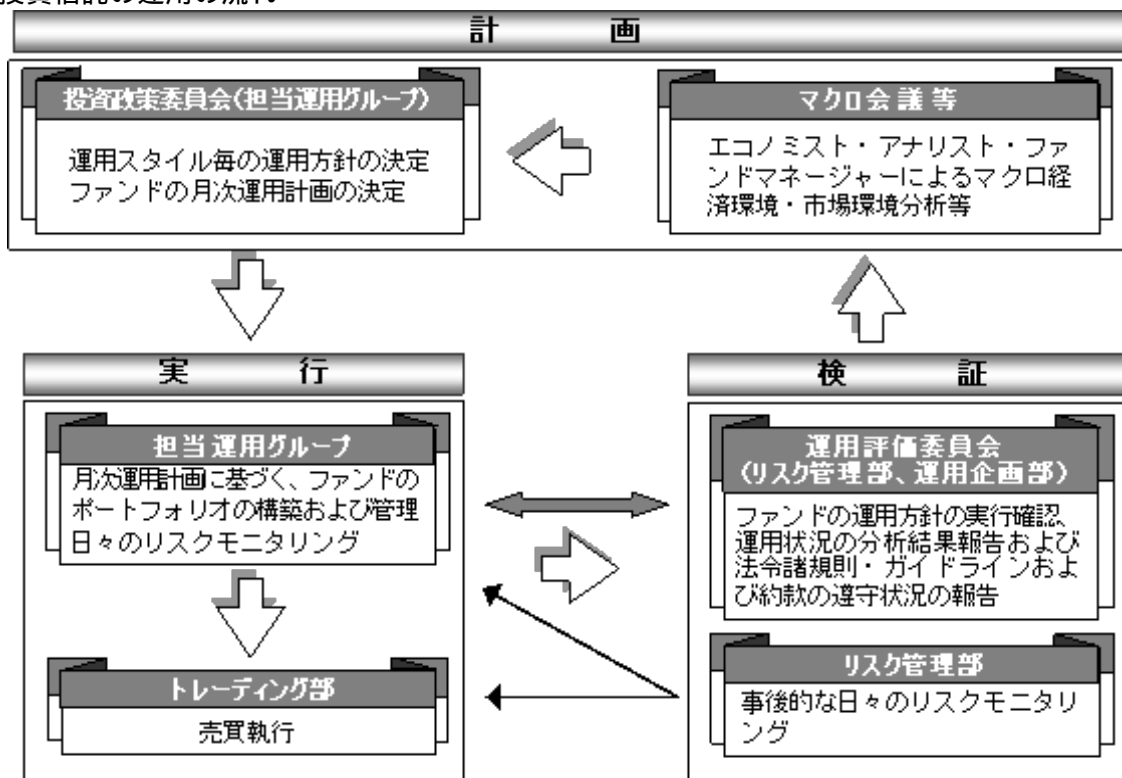 投資信託の運用の流れ
計画
投資政策委員会(担当運用グループ)
運用スタイル毎の運用方針の決定
ファンドの月次運用計画の決定
マクロ会議等
エコノミスト・アナリスト・ファ
ンドマネージャーによるマクロ経
済環境・市場環境分析等
実行
担当運用グループ
月次運用計画に基づく、ファンドの
ポートフォリオの構築および管理
日々のリスクモニタリング
トレーディング部
売買執行
検証
運用評価委員会
(リスク管理部、運用企画部)
ファンドの運用方針の実行確認、
運用状況の分析結果報告および
法令諸規則・ガイドラインおよ
び約款の遵守状況の報告
リスク管理部
事後的な日々のリスクモニタリ
ング